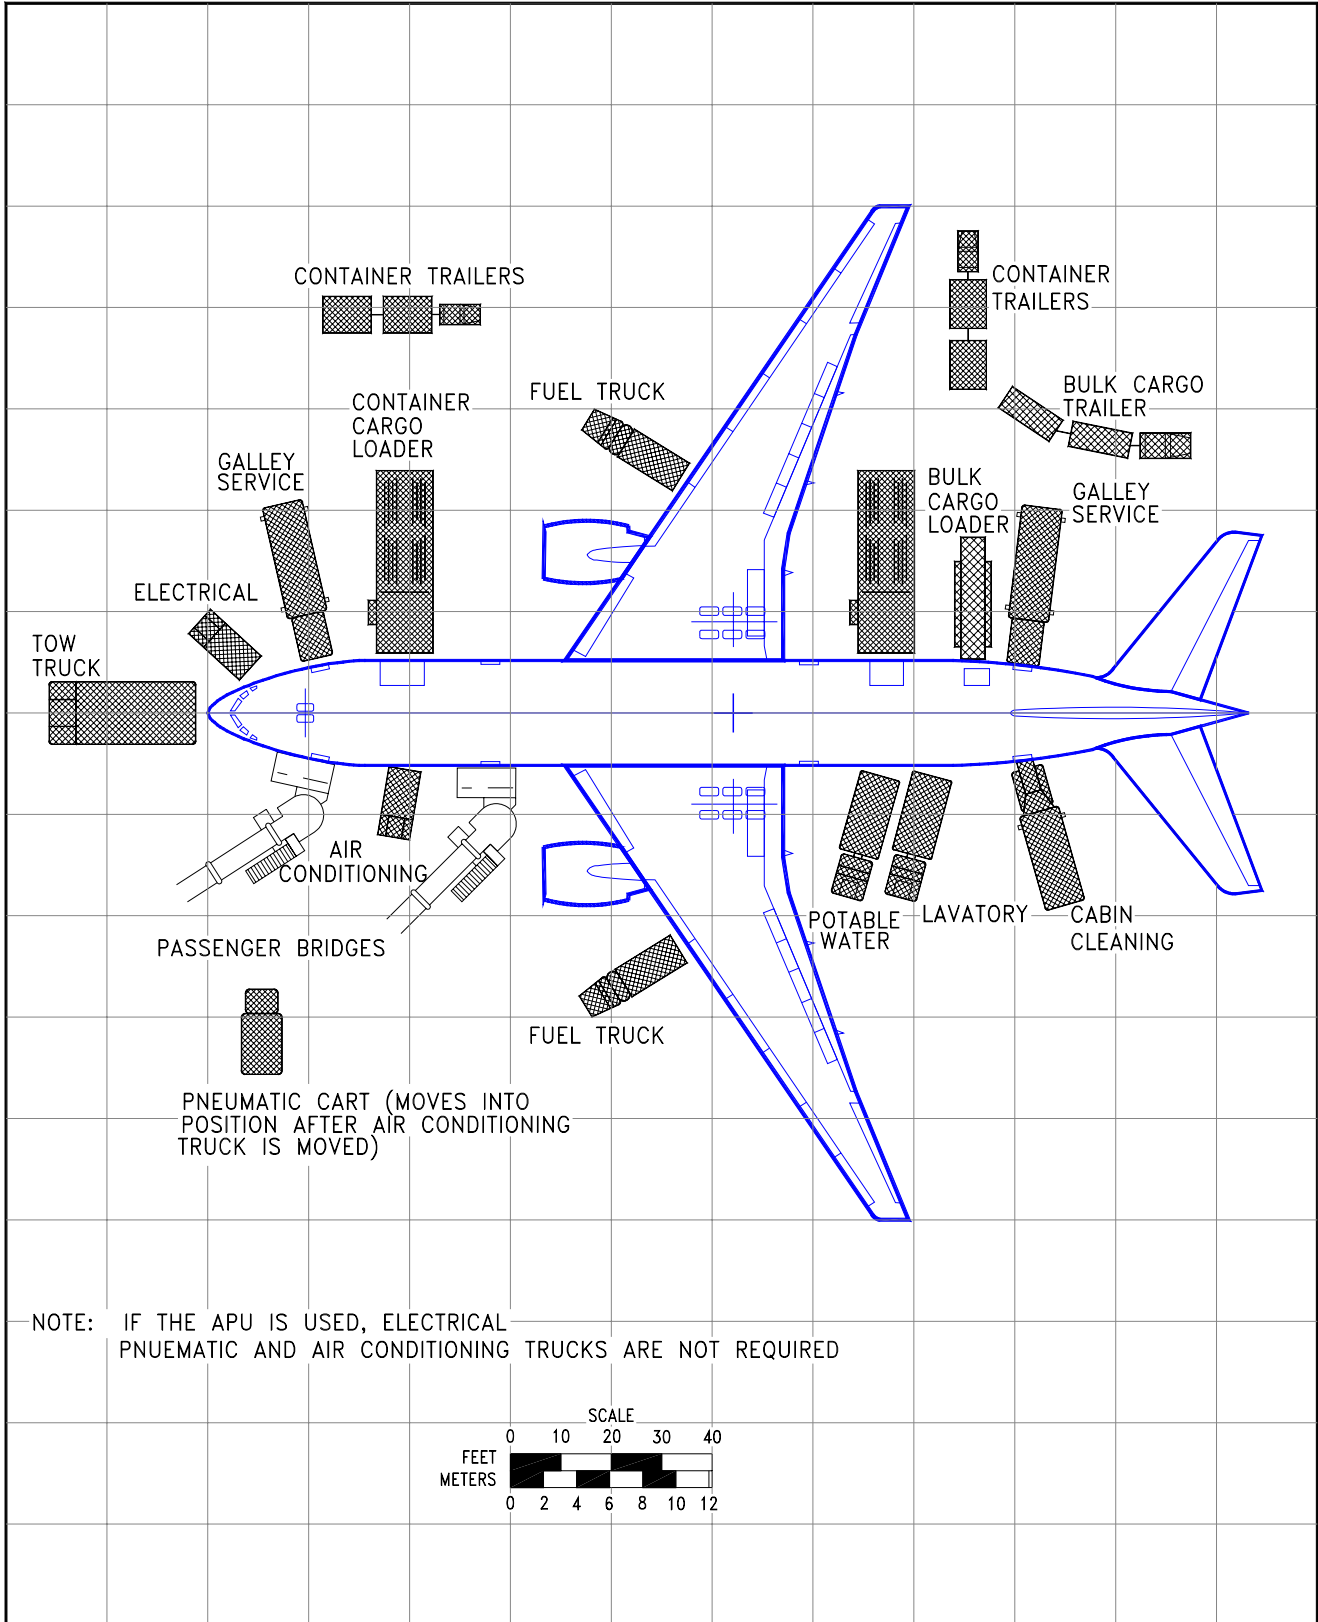 CONTAINER TRAILERS
CONTAINER
TRAILERS
FUEL TRUCK
BULK CARGO
TRAILER
CONTAINER
CARGO
LOADER
GALLEY
SERVICE
BULK
CARGO
LOADER
GALLEY
SERVICE
ELECTRICAL
TOW
TRUCK
AIR
CONDITIONING
POTABLE
WATER
LAVATORY
CABIN
CLEANING
PASSENGER BRIDGES
FUEL TRUCK
PNEUMATIC CART (MOVES INTO
POSITION AFTER AIR CONDITIONING
TRUCK IS MOVED)
NOTE: IF THE APU IS USED, ELECTRICAL
PNUEMATIC AND AIR CONDITIONING TRUCKS ARE NOT REQUIRED
SCALE
0 10 20 30 40
FEET
METERS
0 2 4 6 8 10 12